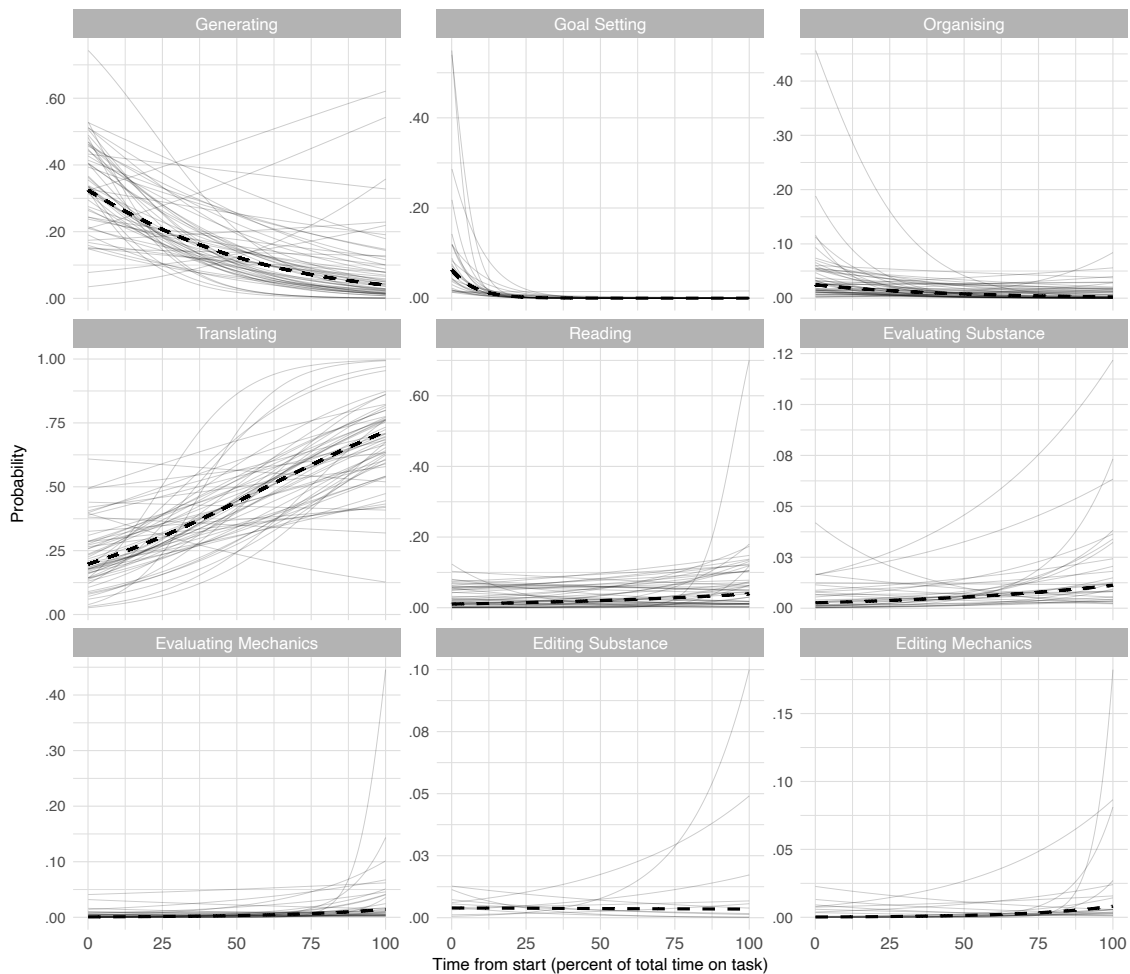 Generating
Goal Setting
Organising
.60
.40
.20
.00
.40
.20
.00
.40
.30
.20
.10
.00
Translating
Reading
Evaluating Substance
1.00
.75
.50
.25
.00
.60
.40
.20
.00
.12
.10
.08
.05
.03
.00
Evaluating Mechanics
Editing Substance
Editing Mechanics
.40
.30
.20
.10
.00
.10
.08
.05
.03
.00
.15
.10
.05
.00
0 25 50 75 100
0 25 50 75 100
0 25 50 75 100
Probability
Time from start (percent of total time on task)